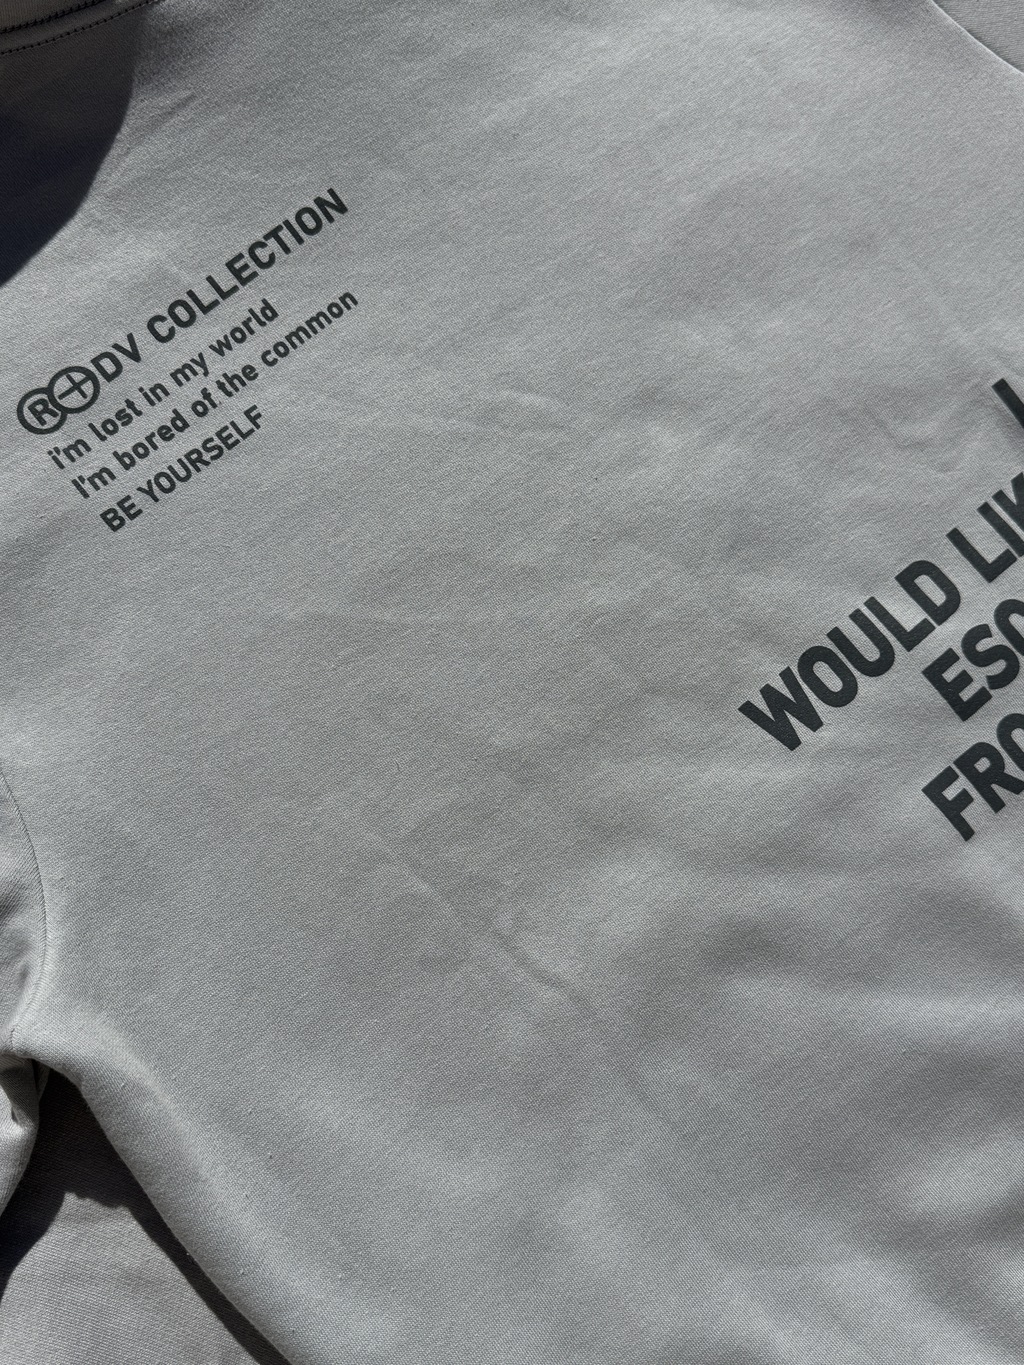 R⊕DV COLLECTION
i'm lost in my world
I'm bored of the common
BE YOURSELF
I
WOULD LIK
ESC
FRO